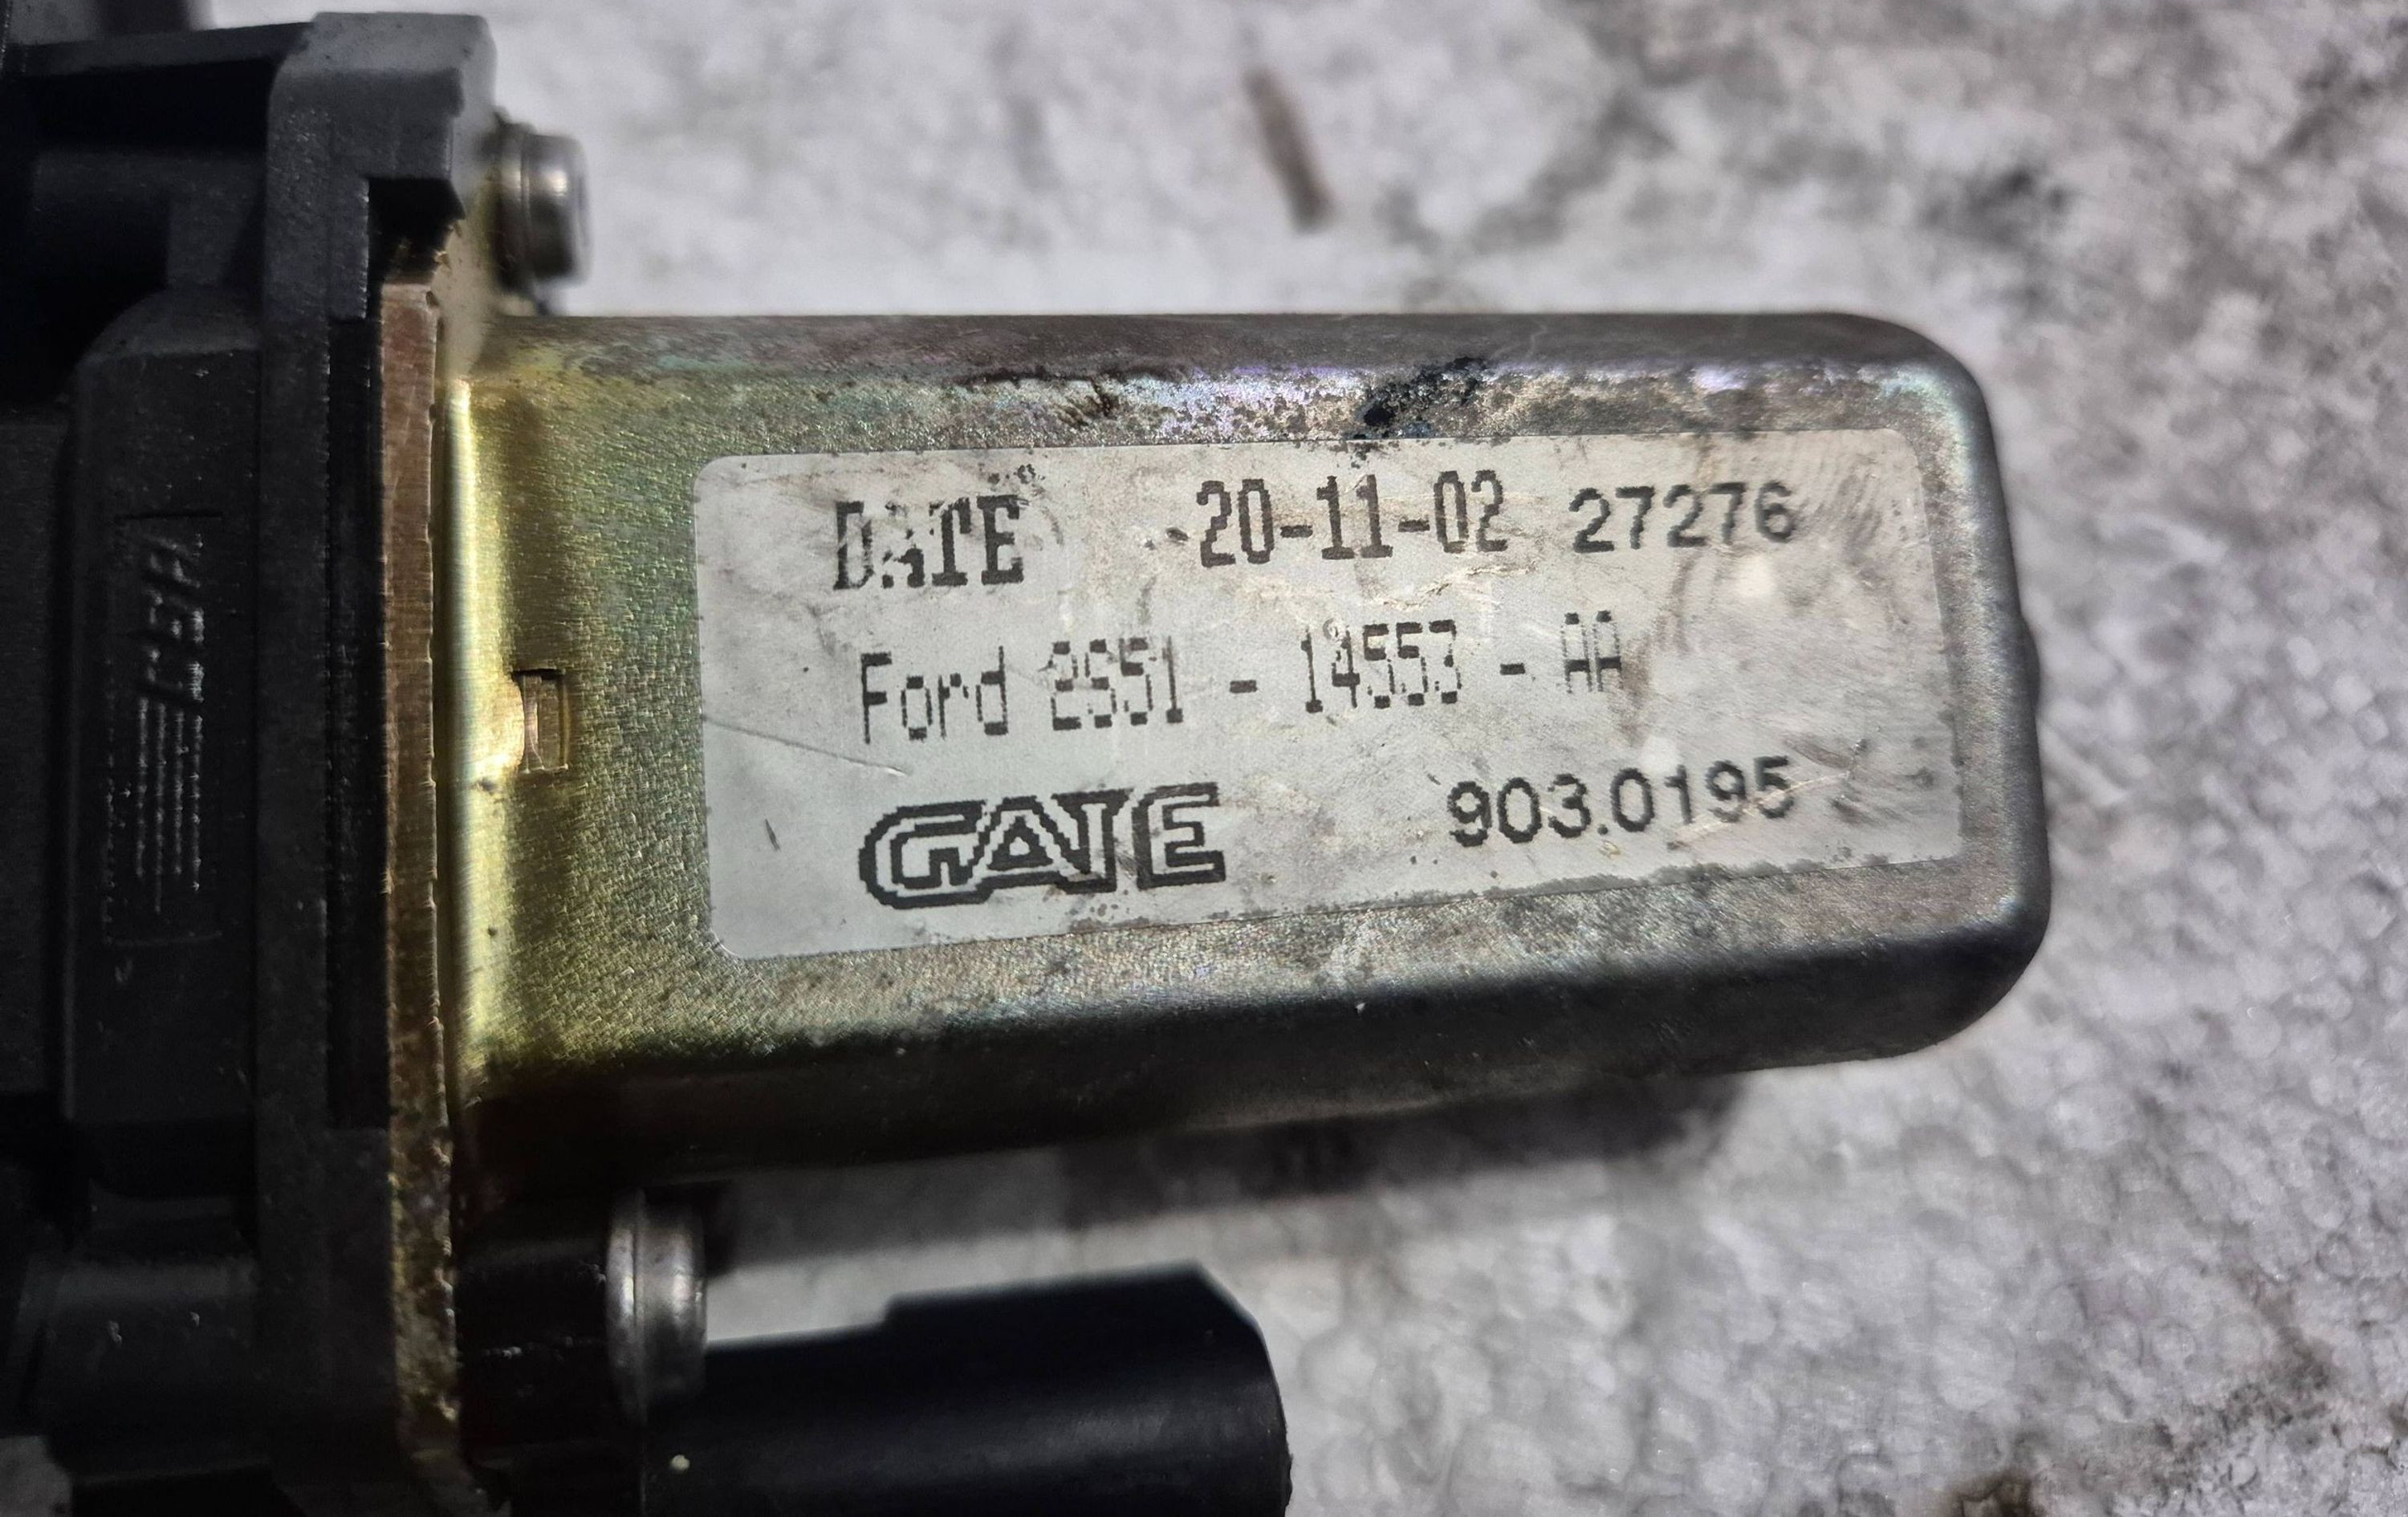 DATE 20-11-02 27276
Ford 2S51 - 14553 - AA
GATE 903.0195